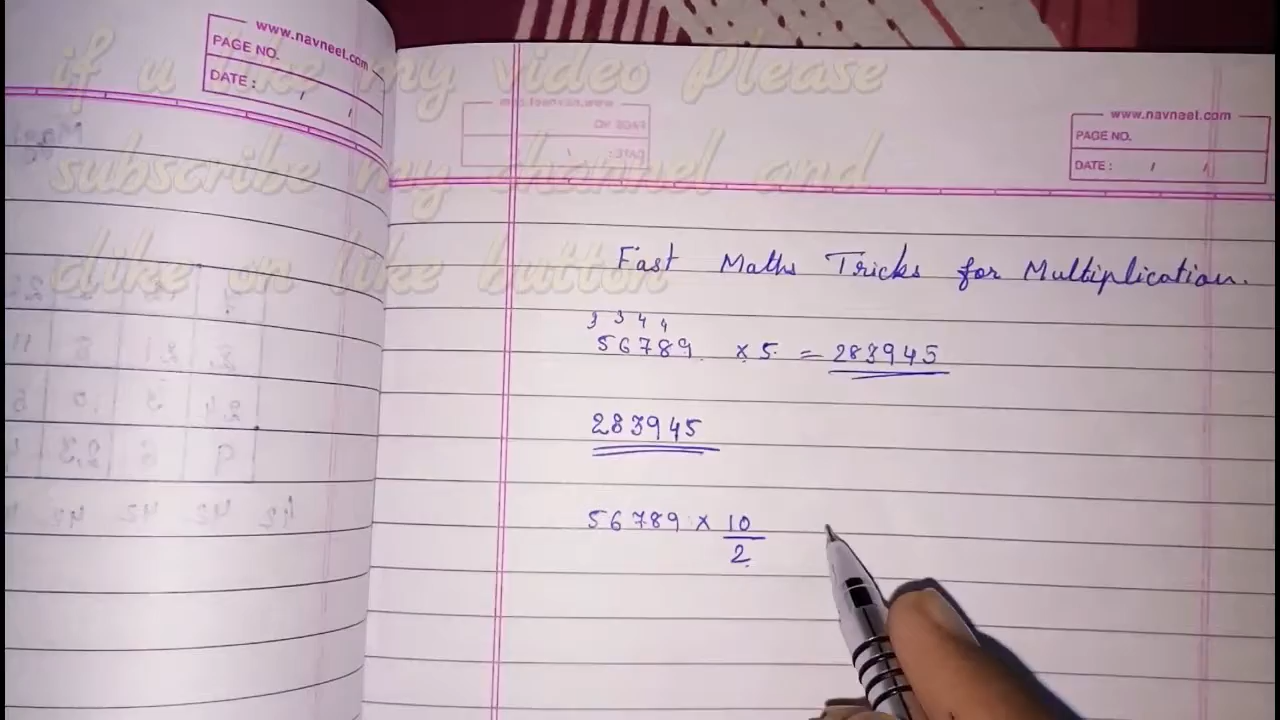 if u like my video Please
subscribe my channel and
clike on like button
www.navneet.com
PAGE NO.
DATE : / /
www.navneet.com
PAGE NO.
DATE : / /
Fast Maths Tricks for Multiplication.
3 3 4 4
56789 × 5 = 283945
283945
56789 × 10
2